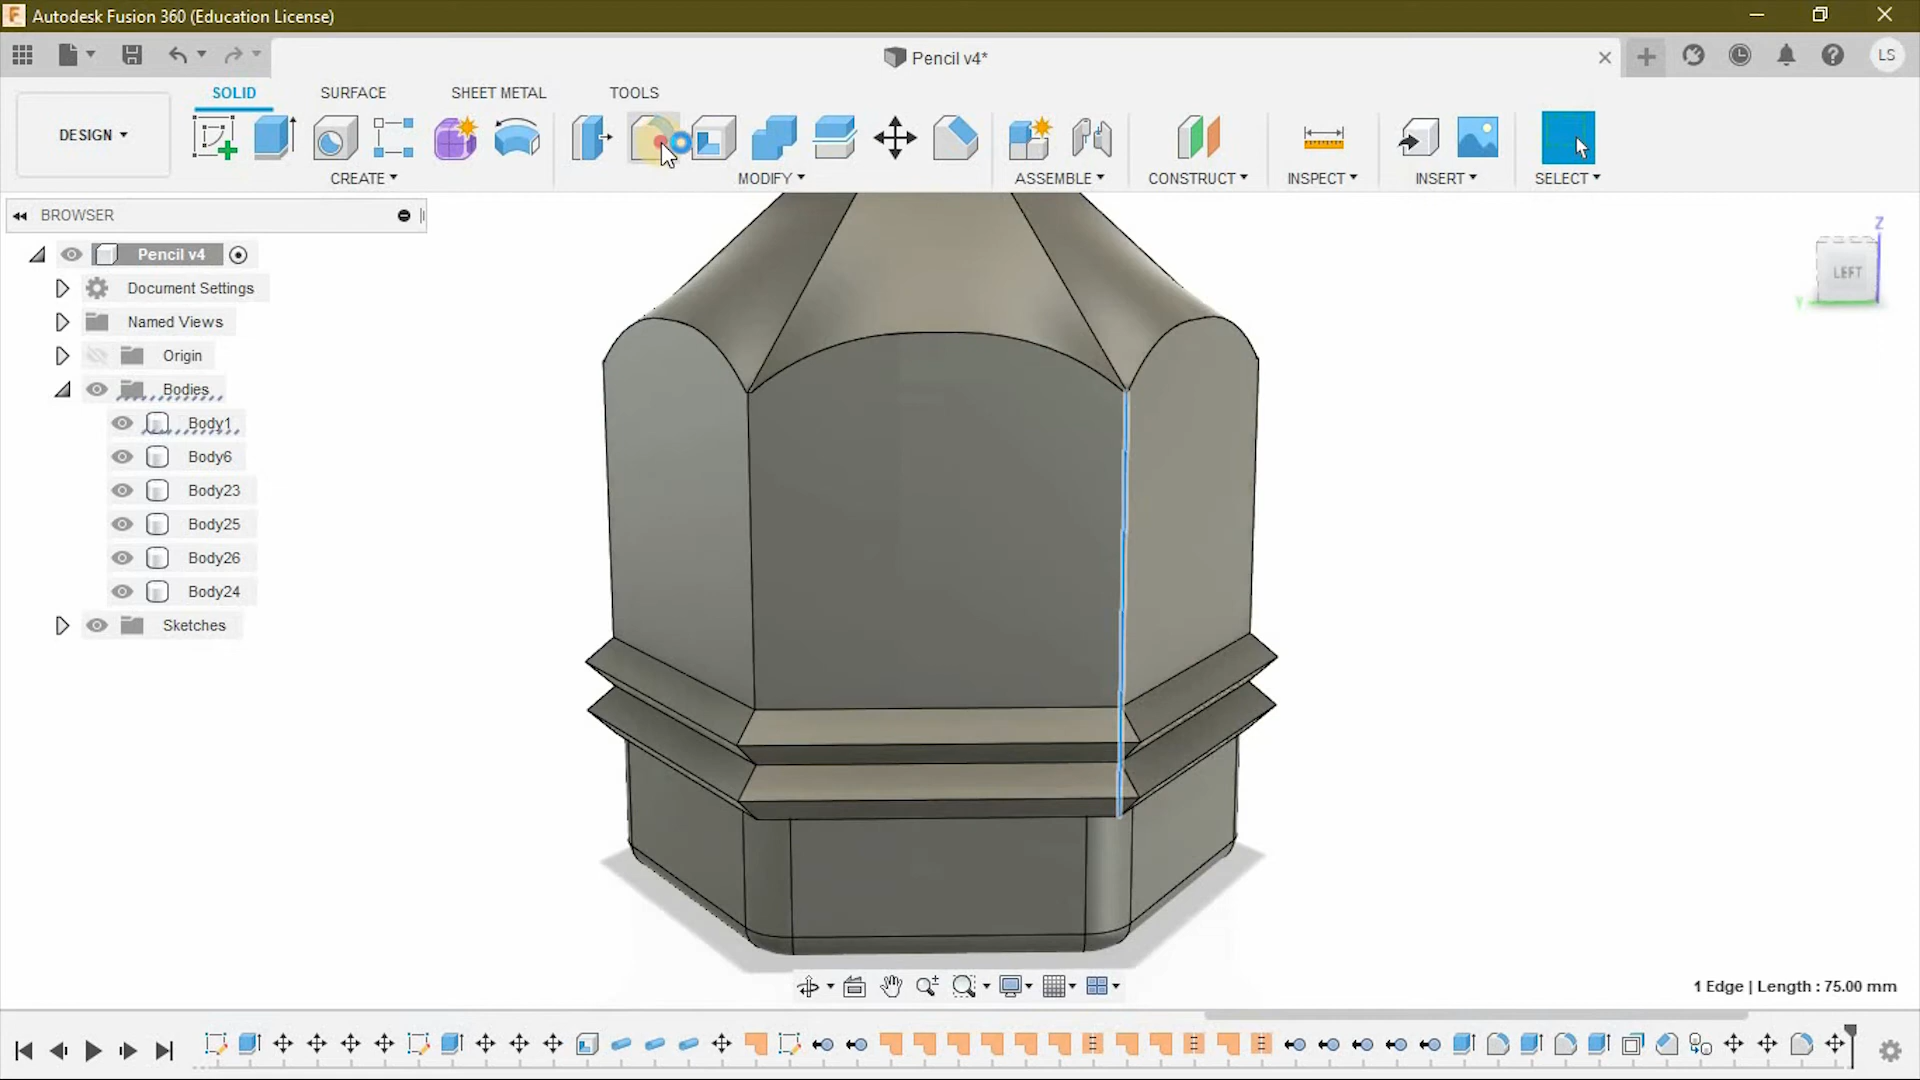 Autodesk Fusion 360 (Education License)
Pencil v4*
LS
SOLID
SURFACE
SHEET METAL
TOOLS
DESIGN
CREATE
MODIFY
ASSEMBLE
CONSTRUCT
INSPECT
INSERT
SELECT
BROWSER
Pencil v4
Document Settings
Named Views
Origin
Bodies
Body1
Body6
Body23
Body25
Body26
Body24
Sketches
Z
LEFT
Y
1 Edge | Length : 75.00 mm